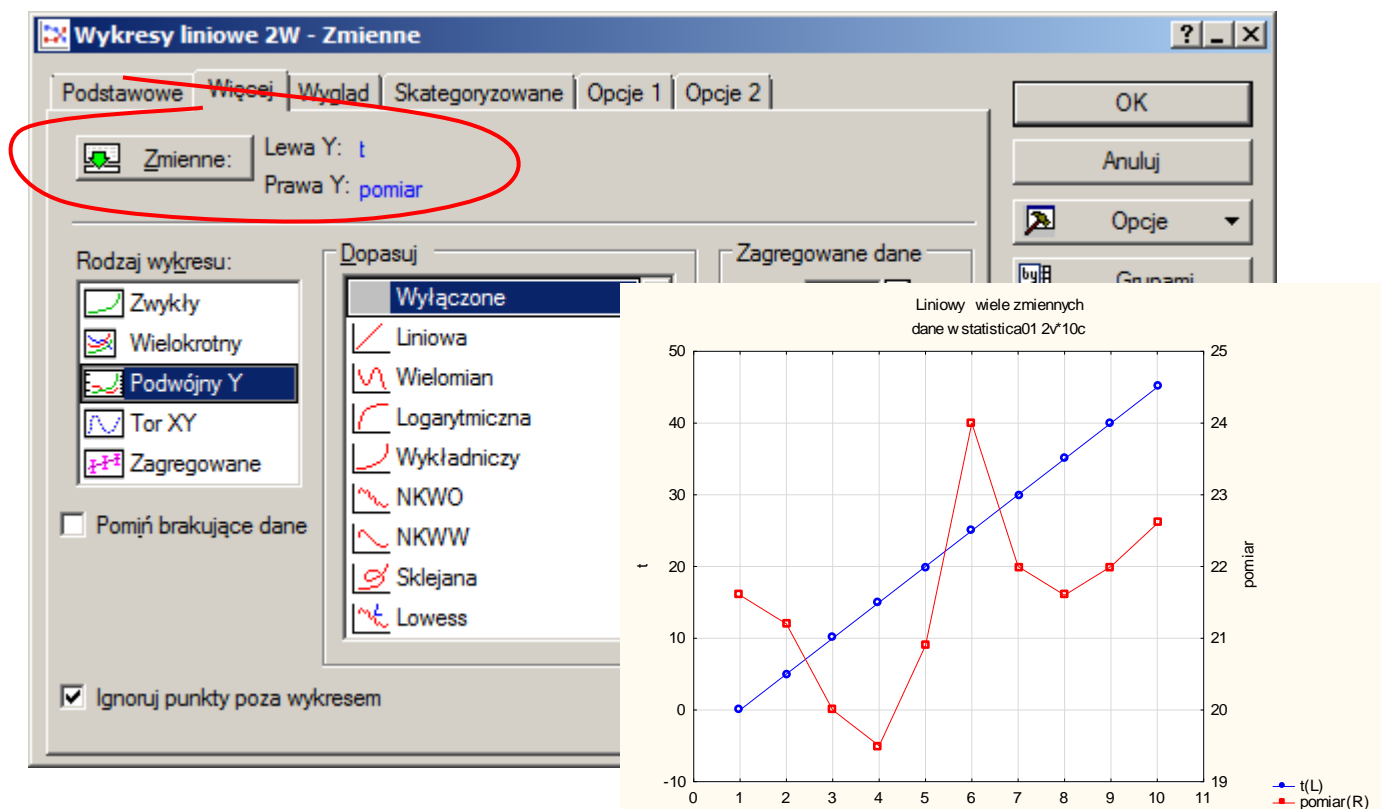 Wykresy liniowe 2W - Zmienne
Podstawowe Więcej Wygląd Skategoryzowane Opcje 1 Opcje 2
OK
Zmienne:
Lewa Y: t
Prawa Y: pomiar
Anuluj
Opcje
Grupami
Rodzaj wykresu:
Zwykły
Wielokrotny
Podwójny Y
Tor XY
Zagregowane
Pomiń brakujące dane
Ignoruj punkty poza wykresem
Dopasuj
Wyłączone
Liniowa
Wielomian
Logarytmiczna
Wykładniczy
NKWO
NKWW
Sklejana
Lowess
Zagregowane dane
Liniowy wiele zmiennych
dane w statistica01 2v*10c
50
40
30
20
10
0
-10
t
25
24
23
22
21
20
19
pomiar
0 1 2 3 4 5 6 7 8 9 10 11
t(L)
pomiar(R)